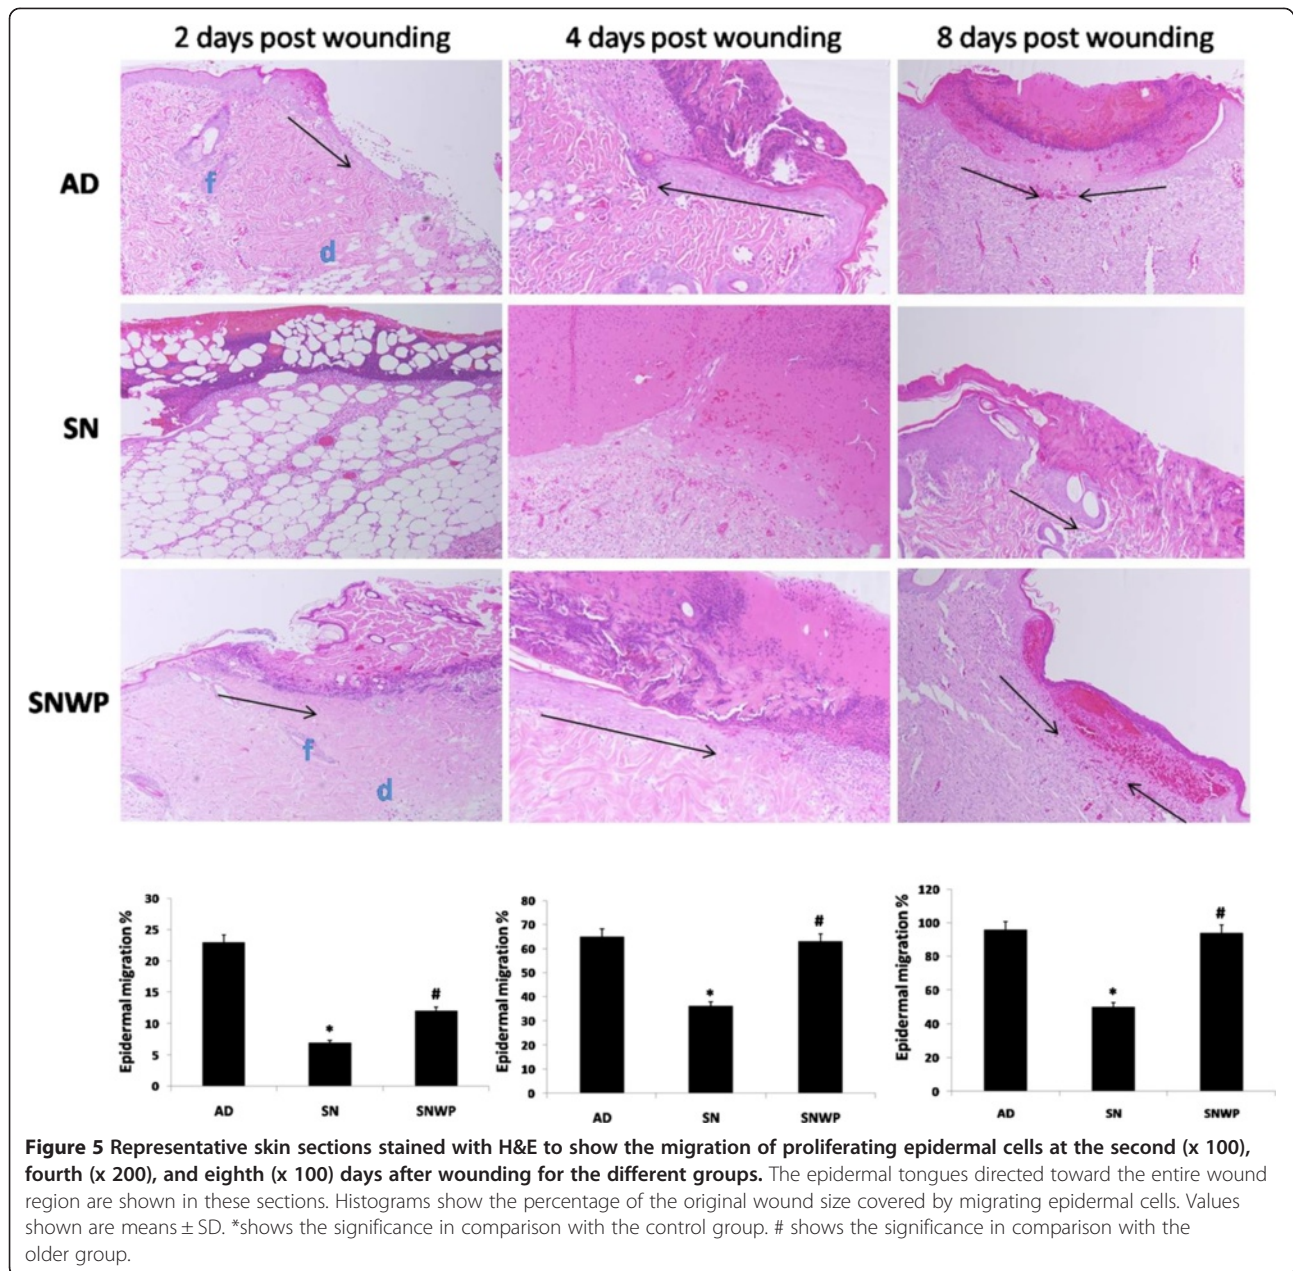 2 days post wounding
4 days post wounding
8 days post wounding
AD
f
d
SN
SNWP
f
d
Epidermal migration %
30
25
20
15
10
5
0
*
#
AD
SN
SNWP
Epidermal migration %
80
70
60
50
40
30
20
10
0
*
#
AD
SN
SNWP
Epidermal migration %
120
100
80
60
40
20
0
*
#
AD
SN
SNWP
Figure 5 Representative skin sections stained with H&E to show the migration of proliferating epidermal cells at the second (x 100),
fourth (x 200), and eighth (x 100) days after wounding for the different groups. The epidermal tongues directed toward the entire wound
region are shown in these sections. Histograms show the percentage of the original wound size covered by migrating epidermal cells. Values
shown are means ± SD. *shows the significance in comparison with the control group. # shows the significance in comparison with the
older group.